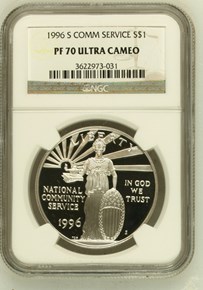 1996 S COMM SERVICE S$1
PF 70 ULTRA CAMEO
3622973-031
NGC
LIBERTY
NATIONAL
COMMUNITY
SERVICE
1996
IN GOD
WE
TRUST
S